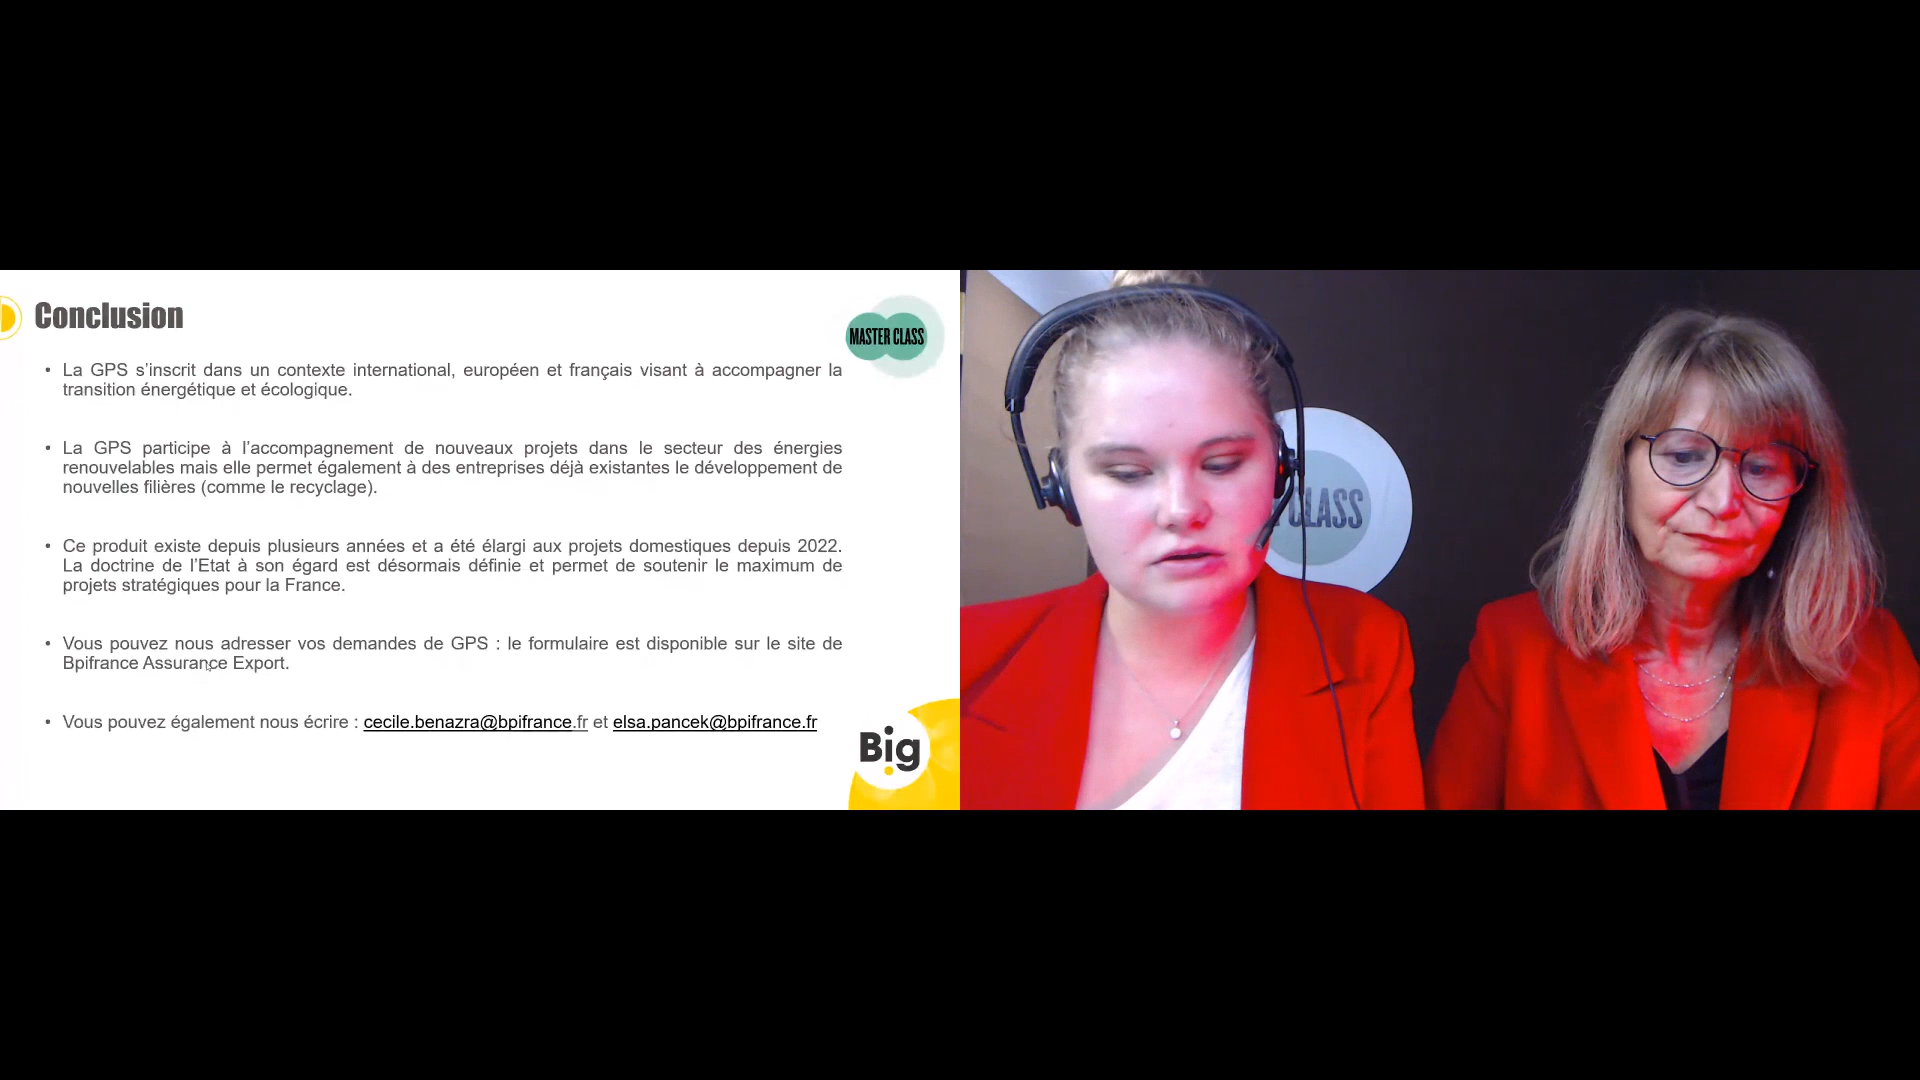 Conclusion
MASTER CLASS
• La GPS s’inscrit dans un contexte international, européen et français visant à accompagner la
transition énergétique et écologique.
• La GPS participe à l’accompagnement de nouveaux projets dans le secteur des énergies
renouvelables mais elle permet également à des entreprises déjà existantes le développement de
nouvelles filières (comme le recyclage).
• Ce produit existe depuis plusieurs années et a été élargi aux projets domestiques depuis 2022.
La doctrine de l’Etat à son égard est désormais définie et permet de soutenir le maximum de
projets stratégiques pour la France.
• Vous pouvez nous adresser vos demandes de GPS : le formulaire est disponible sur le site de
Bpifrance Assurance Export.
• Vous pouvez également nous écrire : cecile.benazra@bpifrance.fr et elsa.pancek@bpifrance.fr
Big
CLASS